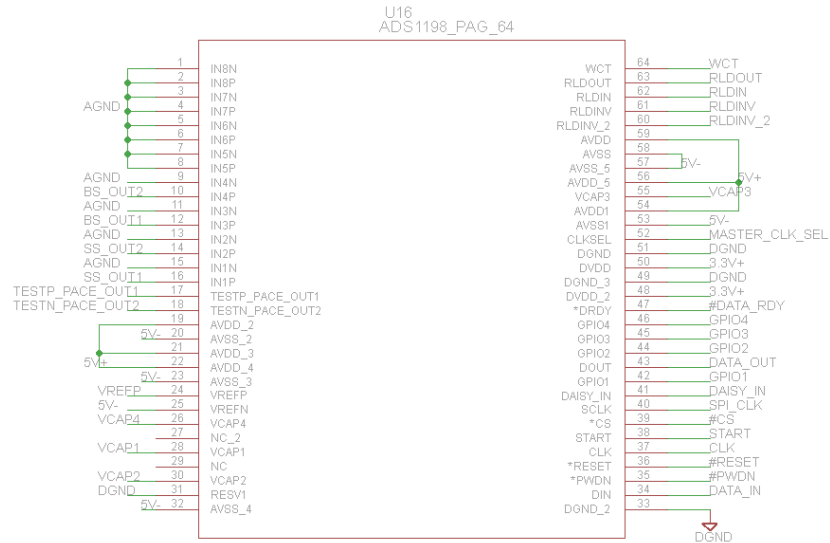 U16
ADS1198_PAG_64
1 IN8N
2 IN8P
3 IN7N
AGND 4 IN7P
5 IN6N
6 IN6P
7 IN5N
8 IN5P
AGND 9 IN4N
BS_OUT2 10 IN4P
AGND 11 IN3N
BS_OUT1 12 IN3P
AGND 13 IN2N
SS_OUT2 14 IN2P
AGND 15 IN1N
SS_OUT1 16 IN1P
TESTP_PACE_OUT1 17 TESTP_PACE_OUT1
TESTN_PACE_OUT2 18 TESTN_PACE_OUT2
19 AVDD_2
5V- 20 AVSS_2
21 AVDD_3
5V+ 22 AVDD_4
5V- 23 AVSS_3
VREFP 24 VREFP
5V- 25 VREFN
VCAP4 26 VCAP4
27 NC_2
VCAP1 28 VCAP1
29 NC
VCAP2 30 VCAP2
DGND 31 RESV1
5V- 32 AVSS_4
WCT 64 WCT
RLDOUT 63 RLDOUT
RLDIN 62 RLDIN
RLDINV 61 RLDINV
RLDINV_2 60 RLDINV_2
AVDD 59
AVSS 58
AVSS_5 57 5V-
AVDD_5 56 5V+
VCAP3 55 VCAP3
AVDD1 54
AVSS1 53 5V-
CLKSEL 52 MASTER_CLK_SEL
DGND 51 DGND
DVDD 50 3.3V+
DGND_3 49 DGND
DVDD_2 48 3.3V+
*DRDY 47 #DATA_RDY
GPIO4 46 GPIO4
GPIO3 45 GPIO3
GPIO2 44 GPIO2
DOUT 43 DATA_OUT
GPIO1 42 GPIO1
DAISY_IN 41 DAISY_IN
SCLK 40 SPI_CLK
*CS 39 #CS
START 38 START
CLK 37 CLK
*RESET 36 #RESET
*PWDN 35 #PWDN
DIN 34 DATA_IN
DGND_2 33
DGND